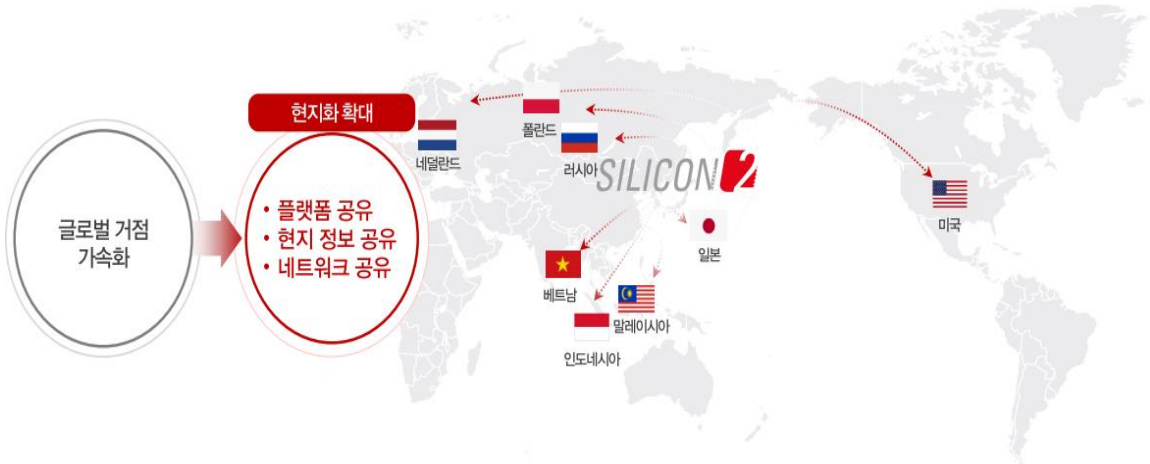 현지화 확대
글로벌 거점
가속화
• 플랫폼 공유
• 현지 정보 공유
• 네트워크 공유
네덜란드
폴란드
러시아
SILICON2
미국
일본
베트남
말레이시아
인도네시아